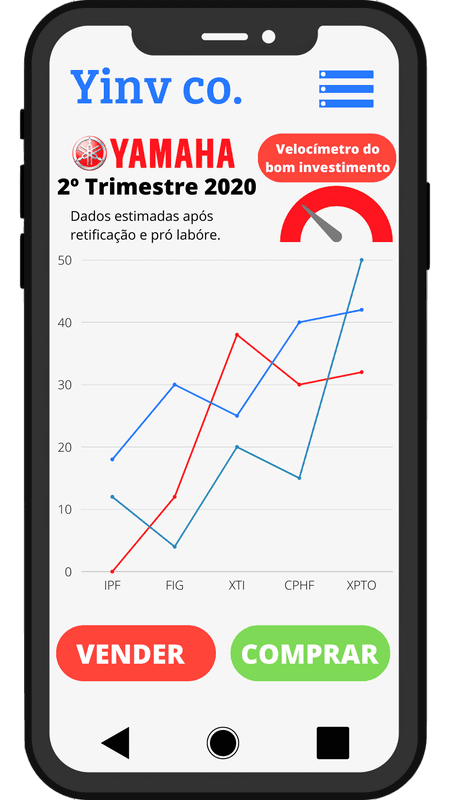 Yinv co.
YAMAHA
Velocímetro do
bom investimento
2º Trimestre 2020
Dados estimadas após
retificação e pró labóre.
50
40
30
20
10
0
IPF FIG XTI CPHF XPTO
VENDER COMPRAR